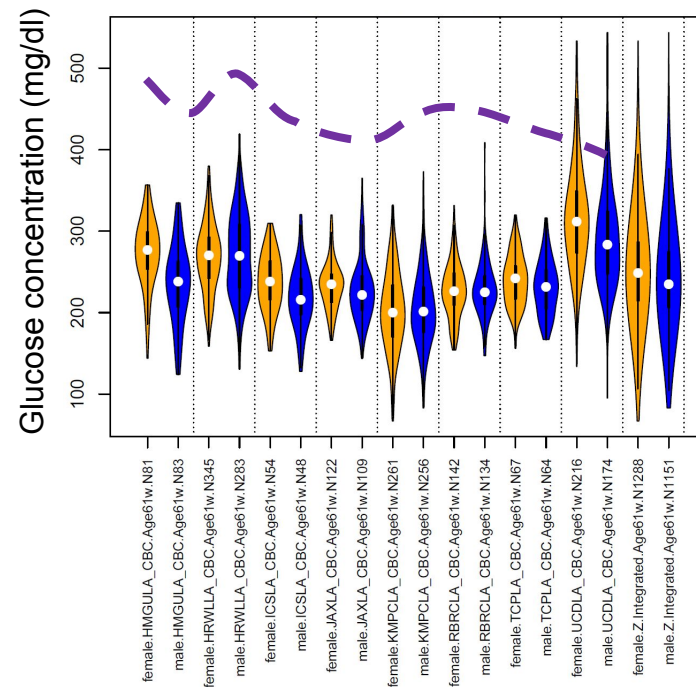 Glucose concentration (mg/dl)
500
400
300
200
100
female.HMGULA_CBC.Age61w.N81
male.HMGULA_CBC.Age61w.N83
female.HRWLLA_CBC.Age61w.N345
male.HRWLLA_CBC.Age61w.N283
female.ICSLA_CBC.Age61w.N54
male.ICSLA_CBC.Age61w.N48
female.JAXLA_CBC.Age61w.N122
male.JAXLA_CBC.Age61w.N109
female.KMPCLA_CBC.Age61w.N261
male.KMPCLA_CBC.Age61w.N256
female.RBRCLA_CBC.Age61w.N142
male.RBRCLA_CBC.Age61w.N134
female.TCPLA_CBC.Age61w.N67
male.TCPLA_CBC.Age61w.N64
female.UCDLA_CBC.Age61w.N216
male.UCDLA_CBC.Age61w.N174
female.Z.Integrated.Age61w.N1288
male.Z.Integrated.Age61w.N1151